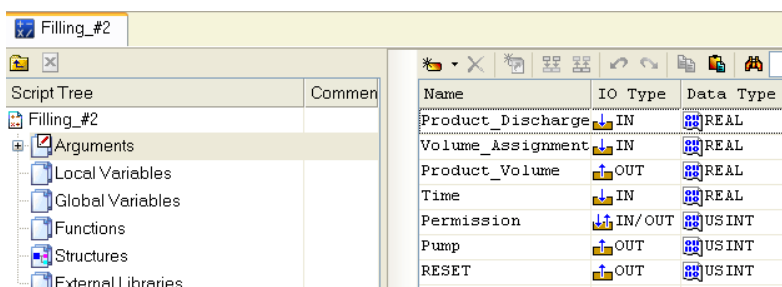 Filling_#2
Script Tree Commen
Filling_#2
Arguments
Local Variables
Global Variables
Functions
Structures
External Libraries
Name IO Type Data Type
Product_Discharge IN REAL
Volume_Assignment IN REAL
Product_Volume OUT REAL
Time IN REAL
Permission IN/OUT USINT
Pump OUT USINT
RESET OUT USINT